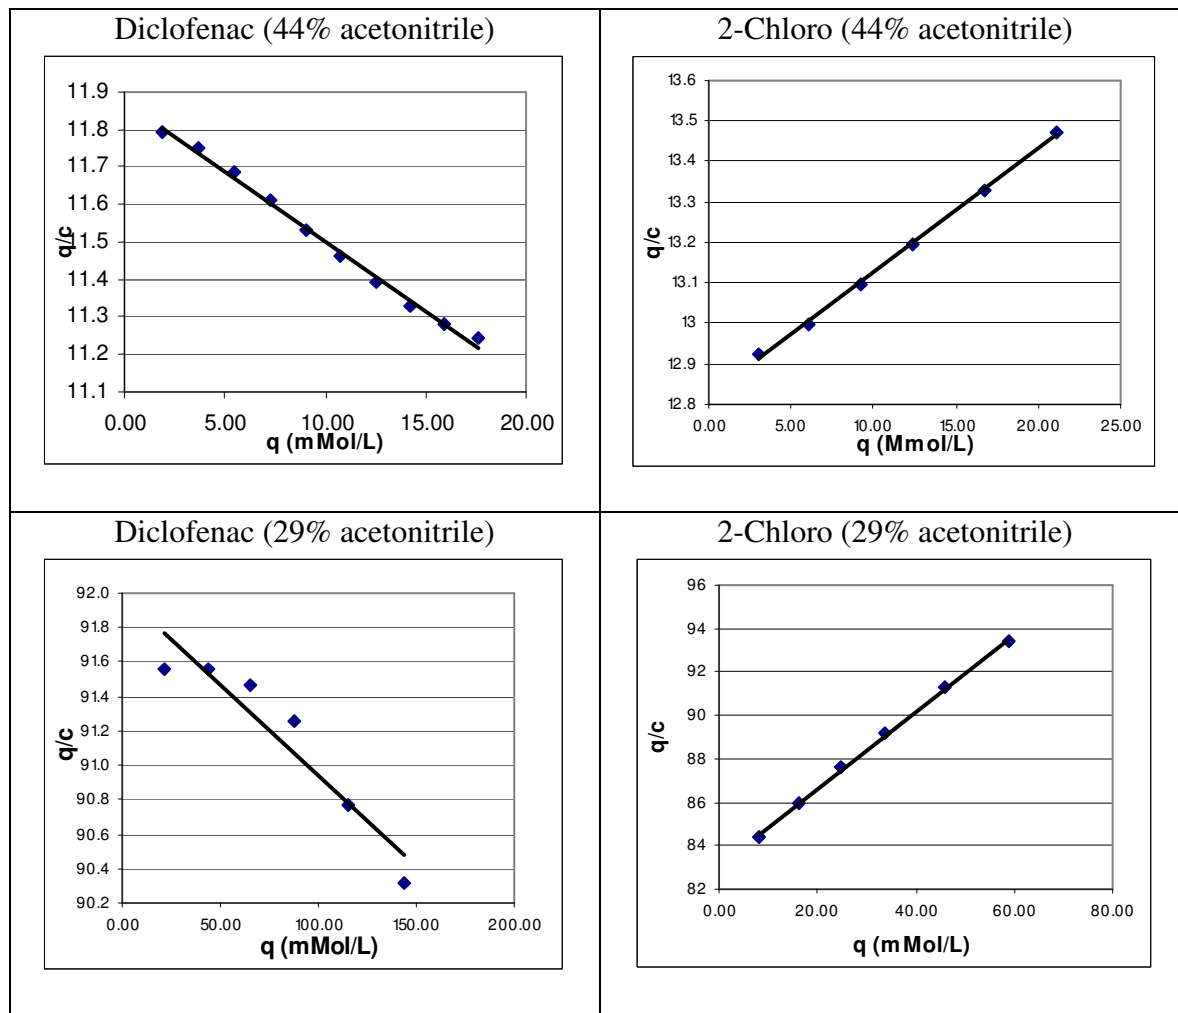 Diclofenac (44% acetonitrile)
11.9
11.8
11.7
11.6
11.5
11.4
11.3
11.2
11.1
q/c
0.00 5.00 10.00 15.00 20.00
q (mMol/L)
2-Chloro (44% acetonitrile)
13.6
13.5
13.4
13.3
13.2
13.1
13
12.9
12.8
q/c
0.00 5.00 10.00 15.00 20.00 25.00
q (Mmol/L)
Diclofenac (29% acetonitrile)
92.0
91.8
91.6
91.4
91.2
91.0
90.8
90.6
90.4
90.2
q/c
0.00 50.00 100.00 150.00 200.00
q (mMol/L)
2-Chloro (29% acetonitrile)
96
94
92
90
88
86
84
82
q/c
0.00 20.00 40.00 60.00 80.00
q (mMol/L)